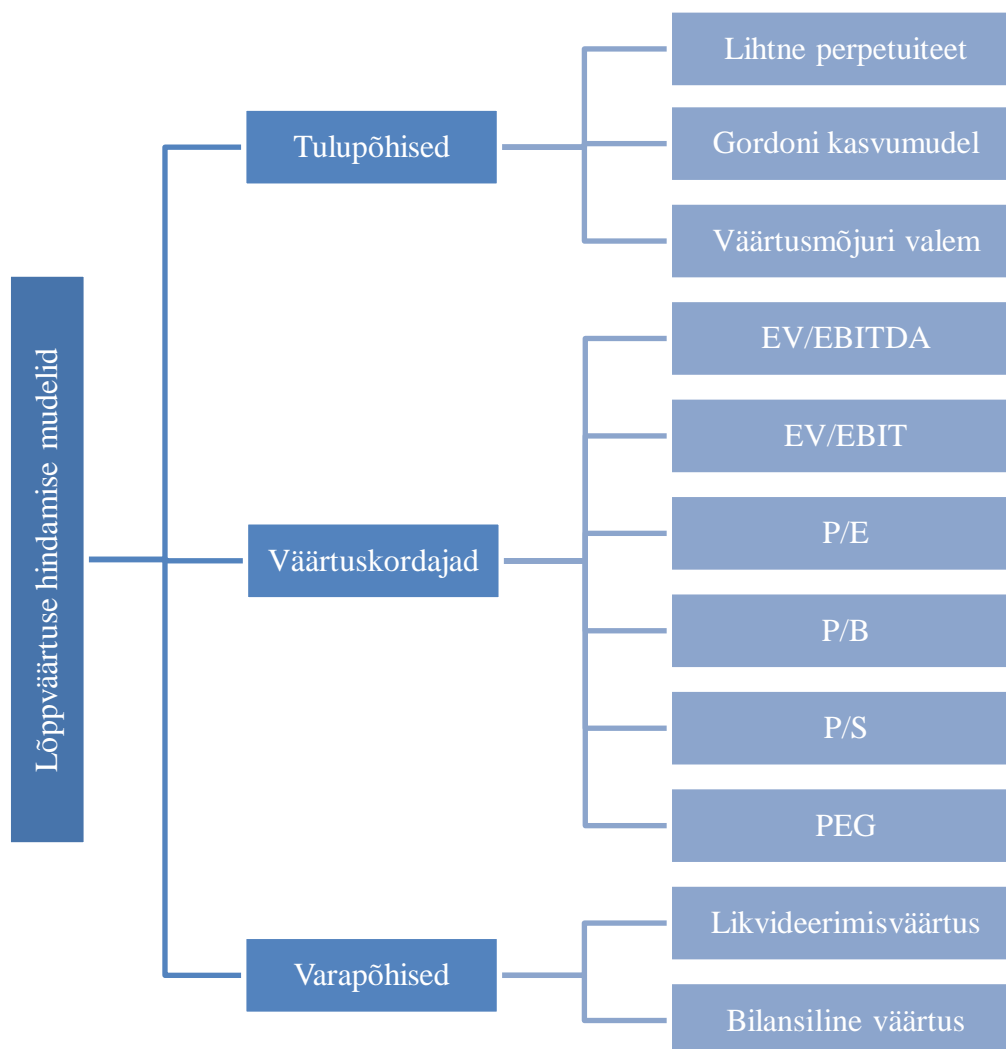 Lõppväärtuse hindamise mudelid
Tulupõhised
Lihtne perpetuiteet
Gordoni kasvumudel
Väärtusmõjuri valem
Väärtuskordajad
EV/EBITDA
EV/EBIT
P/E
P/B
P/S
PEG
Varapõhised
Likvideerimisväärtus
Bilansiline väärtus